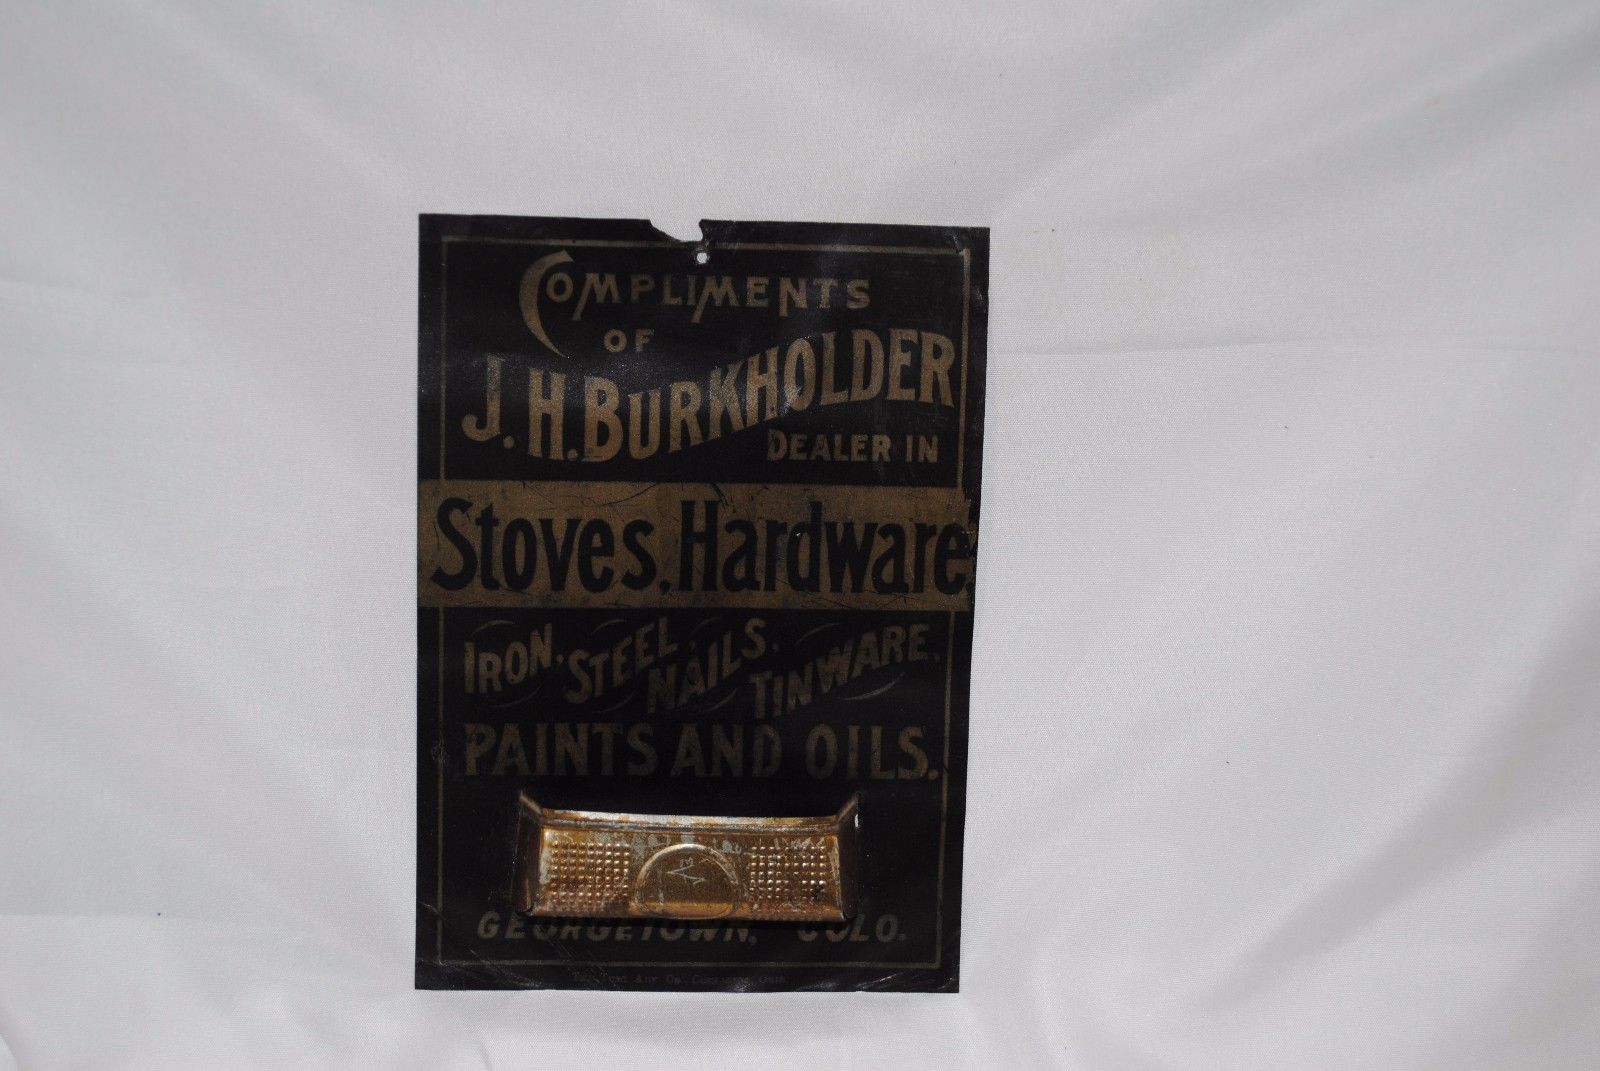 COMPLIMENTS
OF
J. H. BURKHOLDER
DEALER IN
Stoves, Hardware,
IRON, STEEL, NAILS, TINWARE.
PAINTS AND OILS.
GEORGETOWN, COLO.